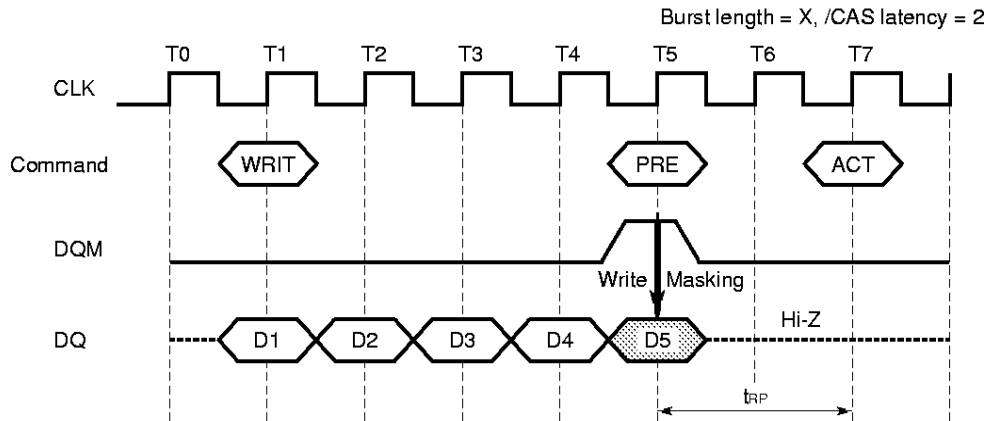 Burst length = X, /CAS latency = 2
T0 T1 T2 T3 T4 T5 T6 T7
CLK
Command WRIT PRE ACT
DQM
Write Masking
DQ D1 D2 D3 D4 D5 Hi-Z
tRP